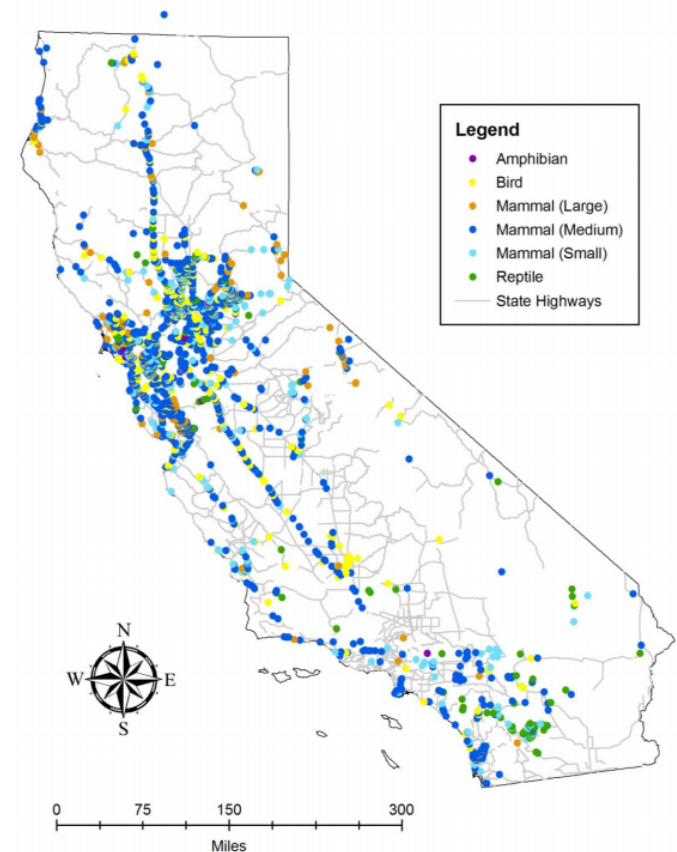 Legend
Amphibian
Bird
Mammal (Large)
Mammal (Medium)
Mammal (Small)
Reptile
State Highways
N
W E
S
0 75 150 300
Miles